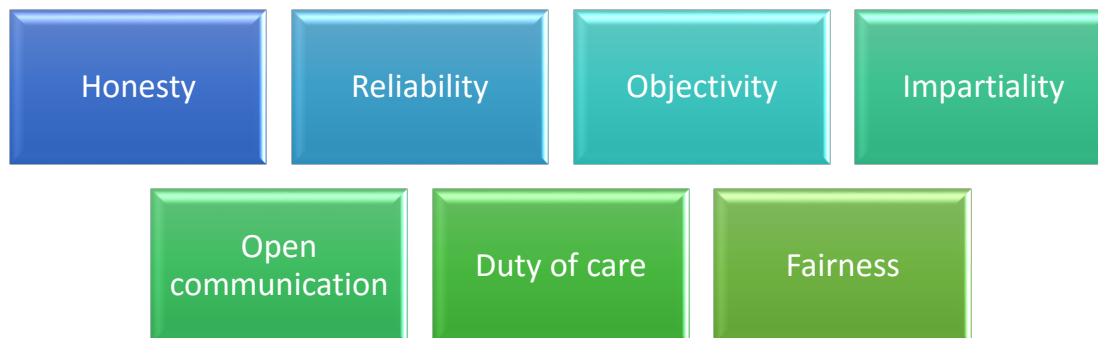 Honesty
Reliability
Objectivity
Impartiality
Open
communication
Duty of care
Fairness